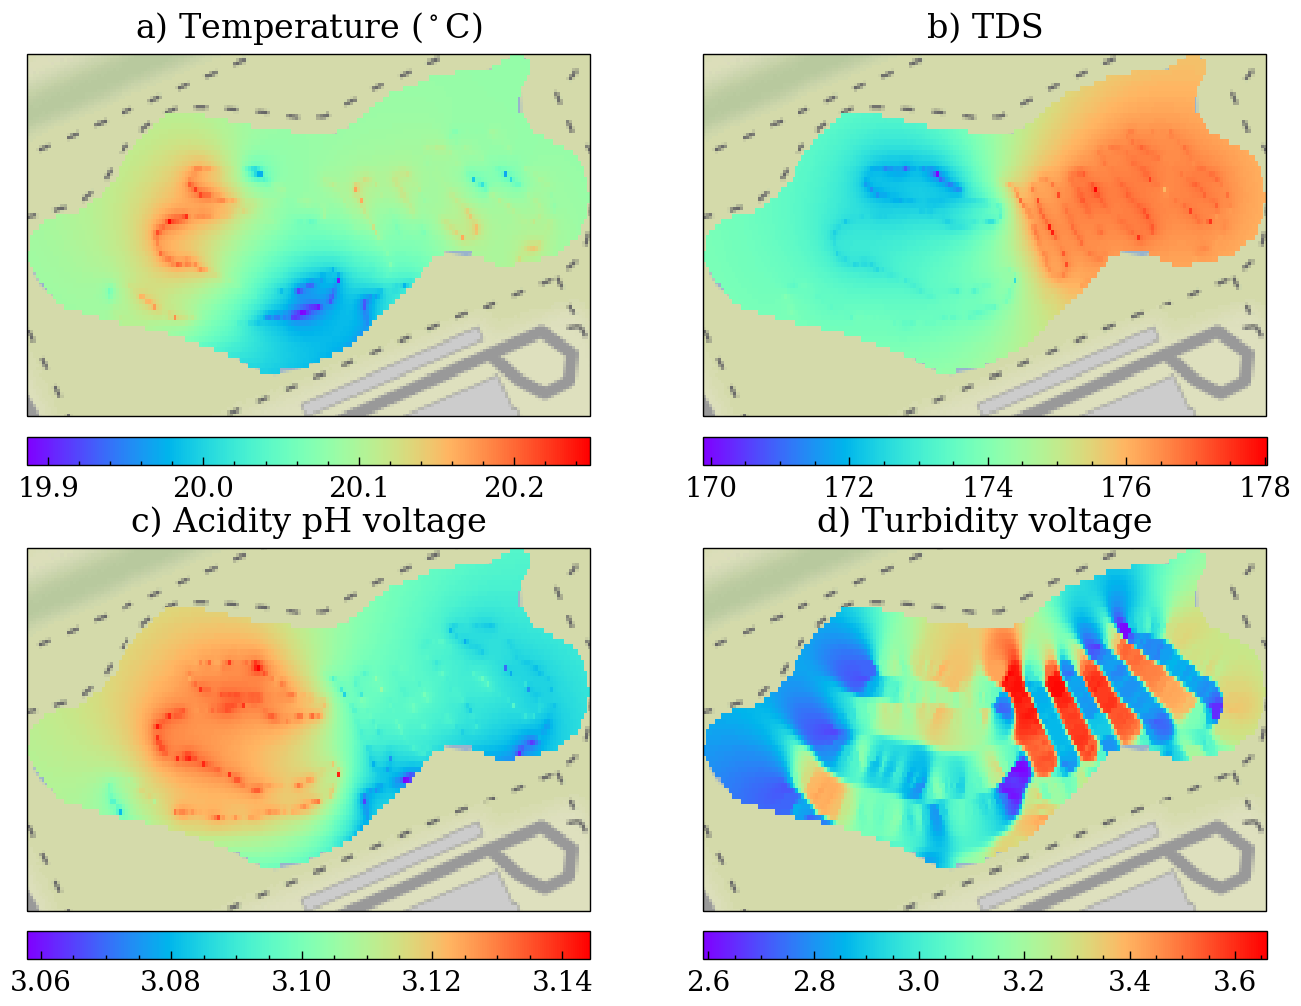 a) Temperature (°C)
b) TDS
19.9 20.0 20.1 20.2
170 172 174 176 178
c) Acidity pH voltage
d) Turbidity voltage
3.06 3.08 3.10 3.12 3.14
2.6 2.8 3.0 3.2 3.4 3.6